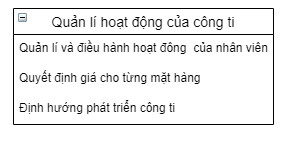 Quản lí hoạt động của công ti
Quản lí và điều hành hoạt đông của nhân viên
Quyết định giá cho từng mặt hàng
Định hướng phát triển công ti